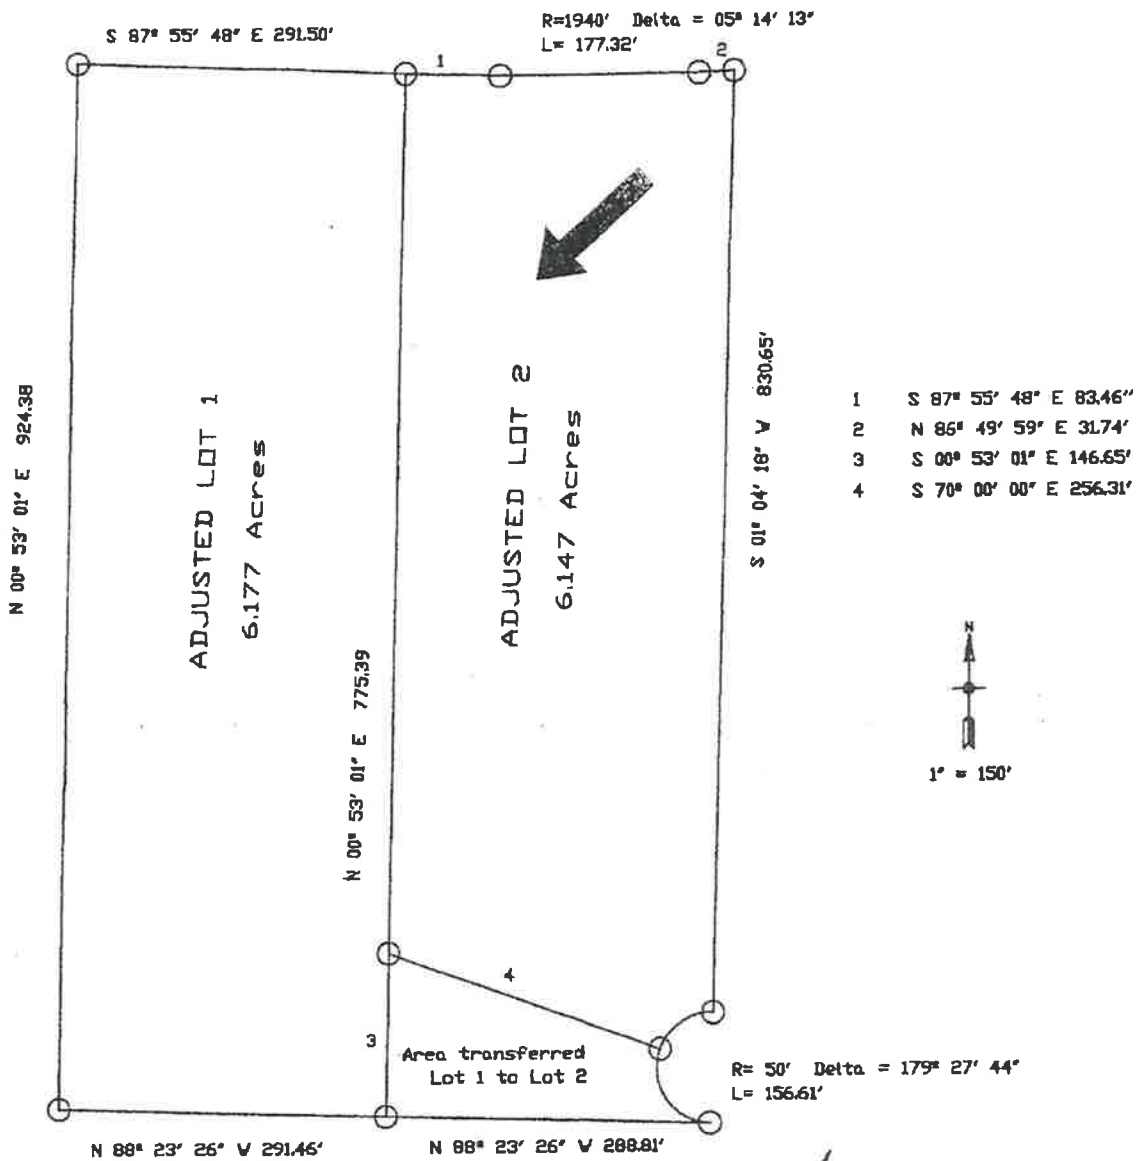 S 87° 55' 48" E 291.50'
R=1940' Delta = 05° 14' 13"
L= 177.32'
1
2
N 00° 53' 01" E 924.38
ADJUSTED LOT 1
6.177 Acres
N 00° 53' 01" E 775.39
ADJUSTED LOT 2
6.147 Acres
S 01° 04' 18" W 830.65'
1 S 87° 55' 48" E 83.46"
2 N 86° 49' 59" E 31.74'
3 S 00° 53' 01" E 146.65'
4 S 70° 00' 00" E 256.31'
N
1" = 150'
4
3
Area transferred
Lot 1 to Lot 2
R= 50' Delta = 179° 27' 44"
L= 156.61'
N 88° 23' 26" W 291.46'
N 88° 23' 26" W 288.81'